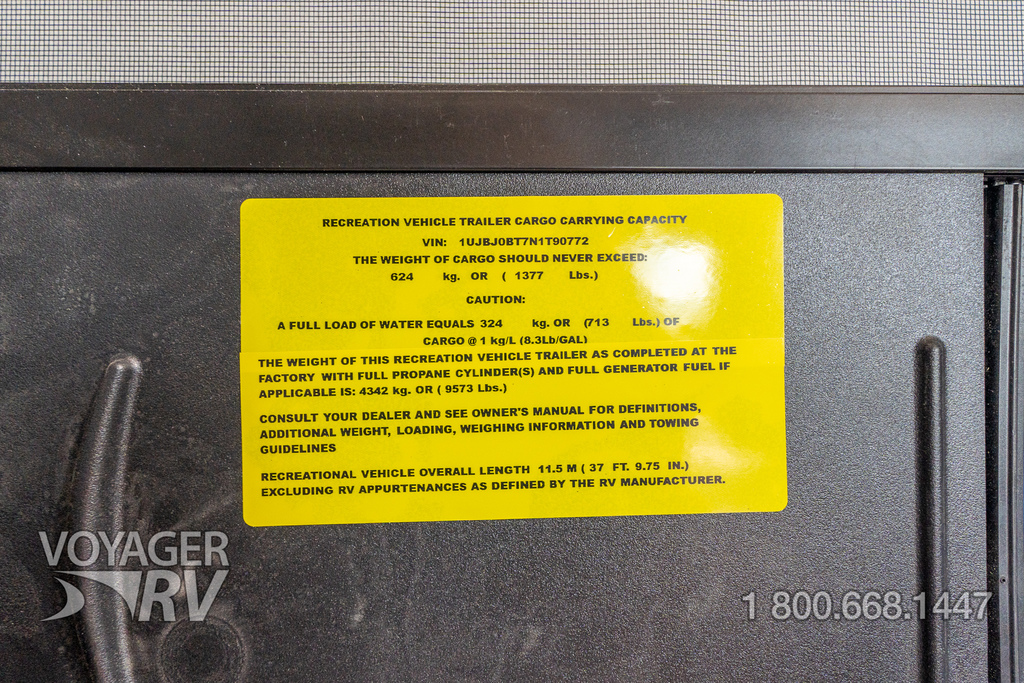 RECREATION VEHICLE TRAILER CARGO CARRYING CAPACITY
VIN: 1UJBJ0BT7N1T90772
THE WEIGHT OF CARGO SHOULD NEVER EXCEED:
624 kg. OR ( 1377 Lbs.)
CAUTION:
A FULL LOAD OF WATER EQUALS 324 kg. OR (713 Lbs.) OF
CARGO @ 1 kg/L (8.3Lb/GAL)
THE WEIGHT OF THIS RECREATION VEHICLE TRAILER AS COMPLETED AT THE
FACTORY WITH FULL PROPANE CYLINDER(S) AND FULL GENERATOR FUEL IF
APPLICABLE IS: 4342 kg. OR ( 9573 Lbs.)
CONSULT YOUR DEALER AND SEE OWNER'S MANUAL FOR DEFINITIONS,
ADDITIONAL WEIGHT, LOADING, WEIGHING INFORMATION AND TOWING
GUIDELINES
RECREATIONAL VEHICLE OVERALL LENGTH 11.5 M ( 37 FT. 9.75 IN.)
EXCLUDING RV APPURTENANCES AS DEFINED BY THE RV MANUFACTURER.
VOYAGER
RV
1 800.668.1447